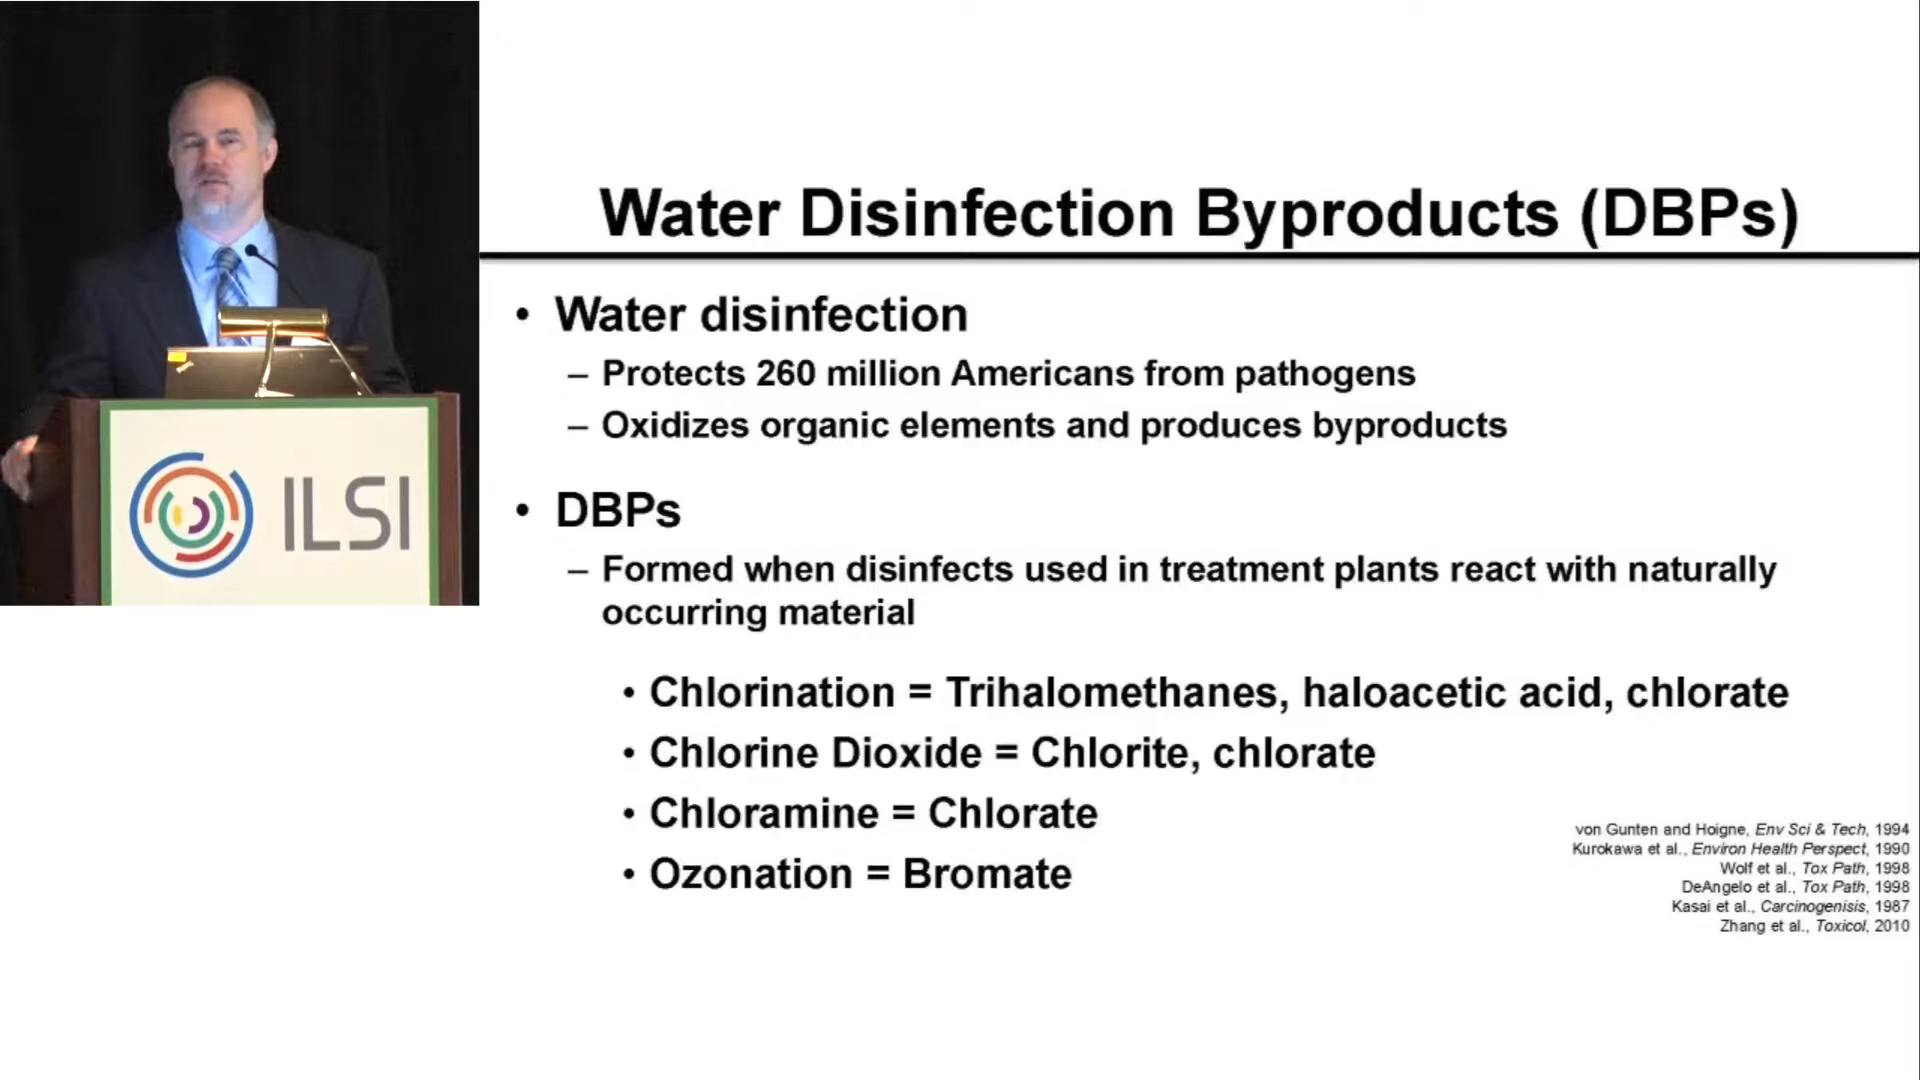 ILSI
Water Disinfection Byproducts (DBPs)
• Water disinfection
– Protects 260 million Americans from pathogens
– Oxidizes organic elements and produces byproducts
• DBPs
– Formed when disinfects used in treatment plants react with naturally
occurring material
• Chlorination = Trihalomethanes, haloacetic acid, chlorate
• Chlorine Dioxide = Chlorite, chlorate
• Chloramine = Chlorate
• Ozonation = Bromate
von Gunten and Hoigne, Env Sci & Tech, 1994
Kurokawa et al., Environ Health Perspect, 1990
Wolf et al., Tox Path, 1998
DeAngelo et al., Tox Path, 1998
Kasai et al., Carcinogenisis, 1987
Zhang et al., Toxicol, 2010